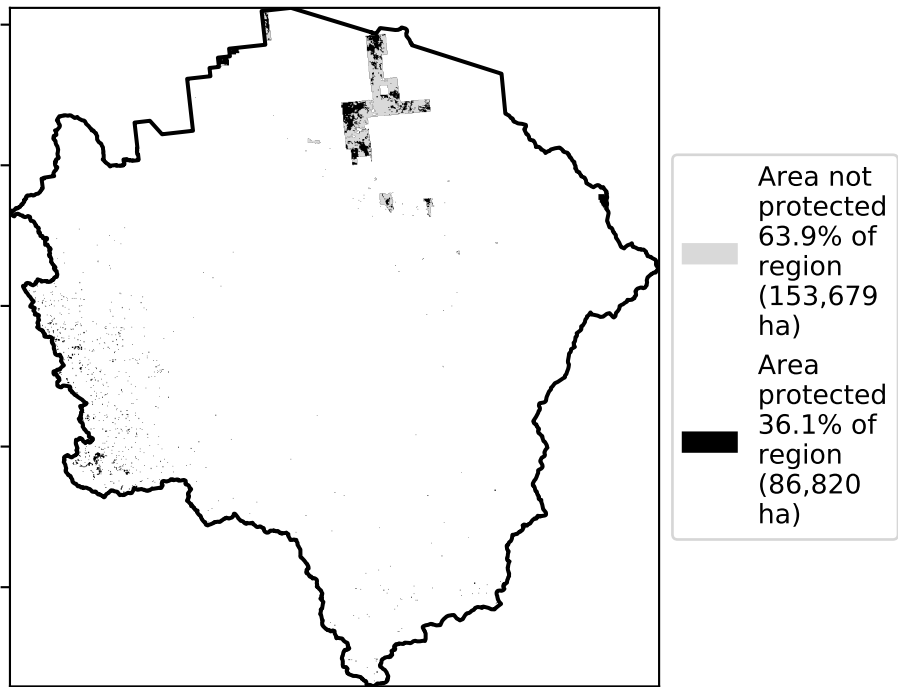 Area not
protected
63.9% of
region
(153,679
ha)
Area
protected
36.1% of
region
(86,820
ha)